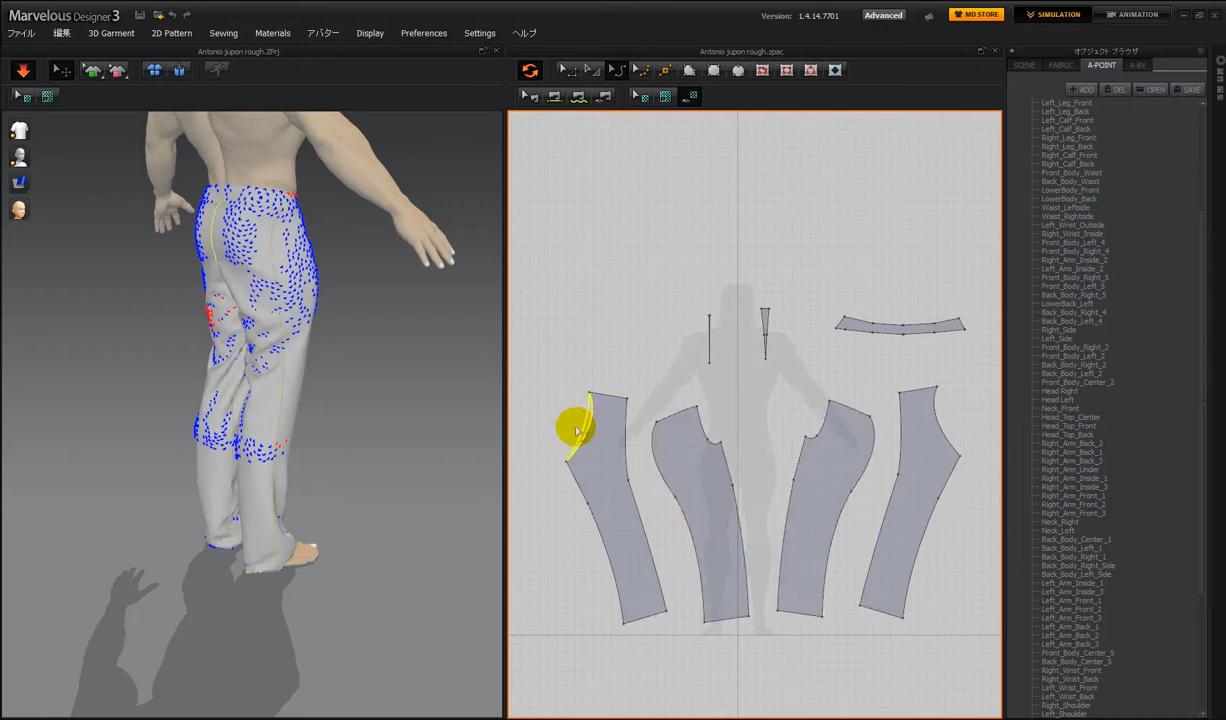 Marvelous Designer 3
Version: 1.4.14.7701
Advanced
MD STORE
SIMULATION
ANIMATION
ファイル 編集 3D Garment 2D Pattern Sewing Materials アバター Display Preferences Settings ヘルプ
Antonio jupon rough.ZPrj
Antonio jupon rough.zpac
オブジェクト ブラウザ
SCENE FABRIC A-POINT A-BV
ADD DEL OPEN SAVE
Left_Leg_Front
Left_Leg_Back
Left_Calf_Front
Left_Calf_Back
Right_Leg_Front
Right_Leg_Back
Right_Calf_Front
Right_Calf_Back
Front_Body_Waist
Back_Body_Waist
LowerBody_Front
LowerBody_Back
Waist_Leftside
Waist_Rightside
Left_Wrist_Outside
Right_Wrist_Inside
Front_Body_Left_4
Front_Body_Right_4
Right_Arm_Inside_2
Left_Arm_Inside_2
Front_Body_Right_5
Front_Body_Left_5
Back_Body_Right_5
LowerBack_Left
Back_Body_Right_4
Back_Body_Left_4
Right_Side
Left_Side
Front_Body_Right_2
Front_Body_Left_2
Back_Body_Right_2
Back_Body_Left_2
Front_Body_Center_2
Head Right
Head Left
Neck_Front
Head_Top_Center
Head_Top_Front
Head_Top_Back
Right_Arm_Back_2
Right_Arm_Back_1
Right_Arm_Back_3
Right_Arm_Under
Right_Arm_Inside_1
Right_Arm_Inside_3
Right_Arm_Front_1
Right_Arm_Front_2
Right_Arm_Front_3
Neck_Right
Neck_Left
Back_Body_Center_1
Back_Body_Left_1
Back_Body_Right_1
Back_Body_Right_Side
Back_Body_Left_Side
Left_Arm_Inside_1
Left_Arm_Inside_3
Left_Arm_Front_1
Left_Arm_Front_2
Left_Arm_Front_3
Left_Arm_Back_1
Left_Arm_Back_2
Left_Arm_Back_3
Front_Body_Center_5
Back_Body_Center_5
Right_Wrist_Front
Right_Wrist_Back
Left_Wrist_Front
Left_Wrist_Back
Right_Shoulder
Left_Shoulder